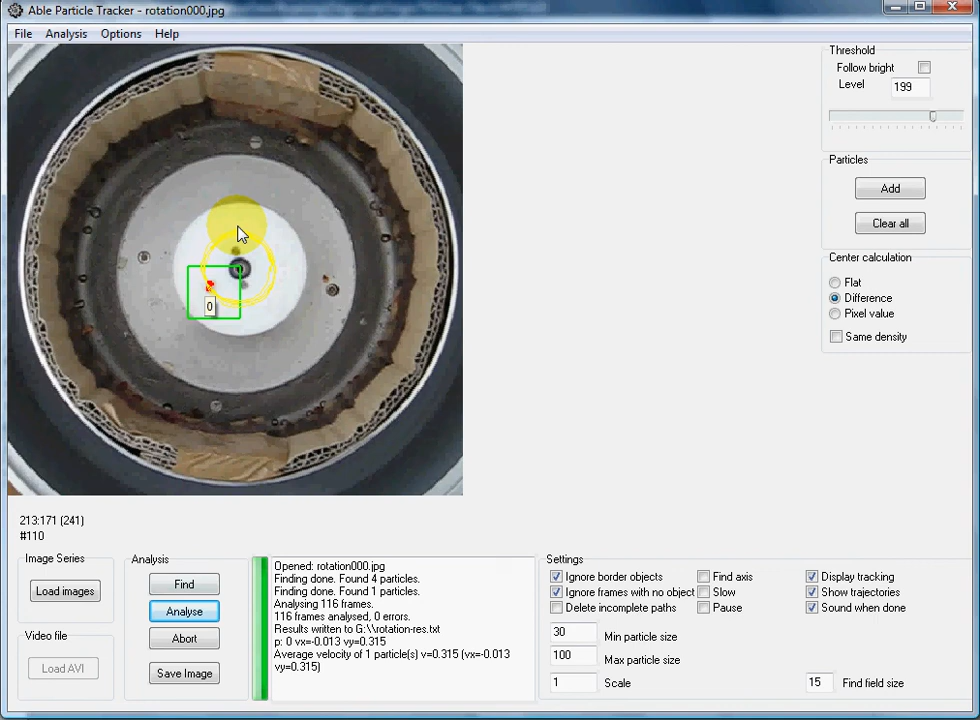 Able Particle Tracker - rotation000.jpg
File Analysis Options Help
Threshold
Follow bright
Level 199
Particles
Add
Clear all
Center calculation
Flat
Difference
Pixel value
Same density
0
213:171 (241)
#110
Image Series
Load images
Video file
Load AVI
Analysis
Find
Analyse
Abort
Save Image
Opened: rotation000.jpg
Finding done. Found 4 particles.
Finding done. Found 1 particles.
Analysing 116 frames.
116 frames analysed, 0 errors.
Results written to G:\\rotation-res.txt
p: 0 vx=-0.013 vy=0.315
Average velocity of 1 particle(s) v=0.315 (vx=-0.013
vy=0.315)
Settings
Ignore border objects Find axis Display tracking
Ignore frames with no object Slow Show trajectories
Delete incomplete paths Pause Sound when done
30 Min particle size
100 Max particle size
1 Scale 15 Find field size